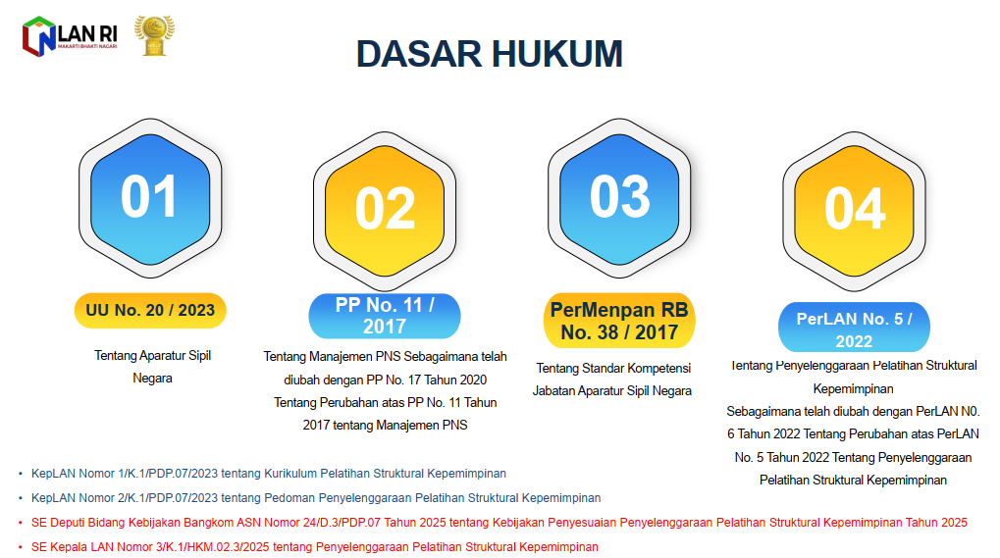 LAN RI
MAKARTI BHAKTI NAGARI
DASAR HUKUM
01
UU No. 20 / 2023
Tentang Aparatur Sipil
Negara
02
PP No. 11 /
2017
Tentang Manajemen PNS Sebagaimana telah
diubah dengan PP No. 17 Tahun 2020
Tentang Perubahan atas PP No. 11 Tahun
2017 tentang Manajemen PNS
03
PerMenpan RB
No. 38 / 2017
Tentang Standar Kompetensi
Jabatan Aparatur Sipil Negara
04
PerLAN No. 5 /
2022
Tentang Penyelenggaraan Pelatihan Struktural
Kepemimpinan
Sebagaimana telah diubah dengan PerLAN N0.
6 Tahun 2022 Tentang Perubahan atas PerLAN
No. 5 Tahun 2022 Tentang Penyelenggaraan
Pelatihan Struktural Kepemimpinan
• KepLAN Nomor 1/K.1/PDP.07/2023 tentang Kurikulum Pelatihan Struktural Kepemimpinan
• KepLAN Nomor 2/K.1/PDP.07/2023 tentang Pedoman Penyelenggaraan Pelatihan Struktural Kepemimpinan
• SE Deputi Bidang Kebijakan Bangkom ASN Nomor 24/D.3/PDP.07 Tahun 2025 tentang Kebijakan Penyesuaian Penyelenggaraan Pelatihan Struktural Kepemimpinan Tahun 2025
• SE Kepala LAN Nomor 3/K.1/HKM.02.3/2025 tentang Penyelenggaraan Pelatihan Struktural Kepemimpinan